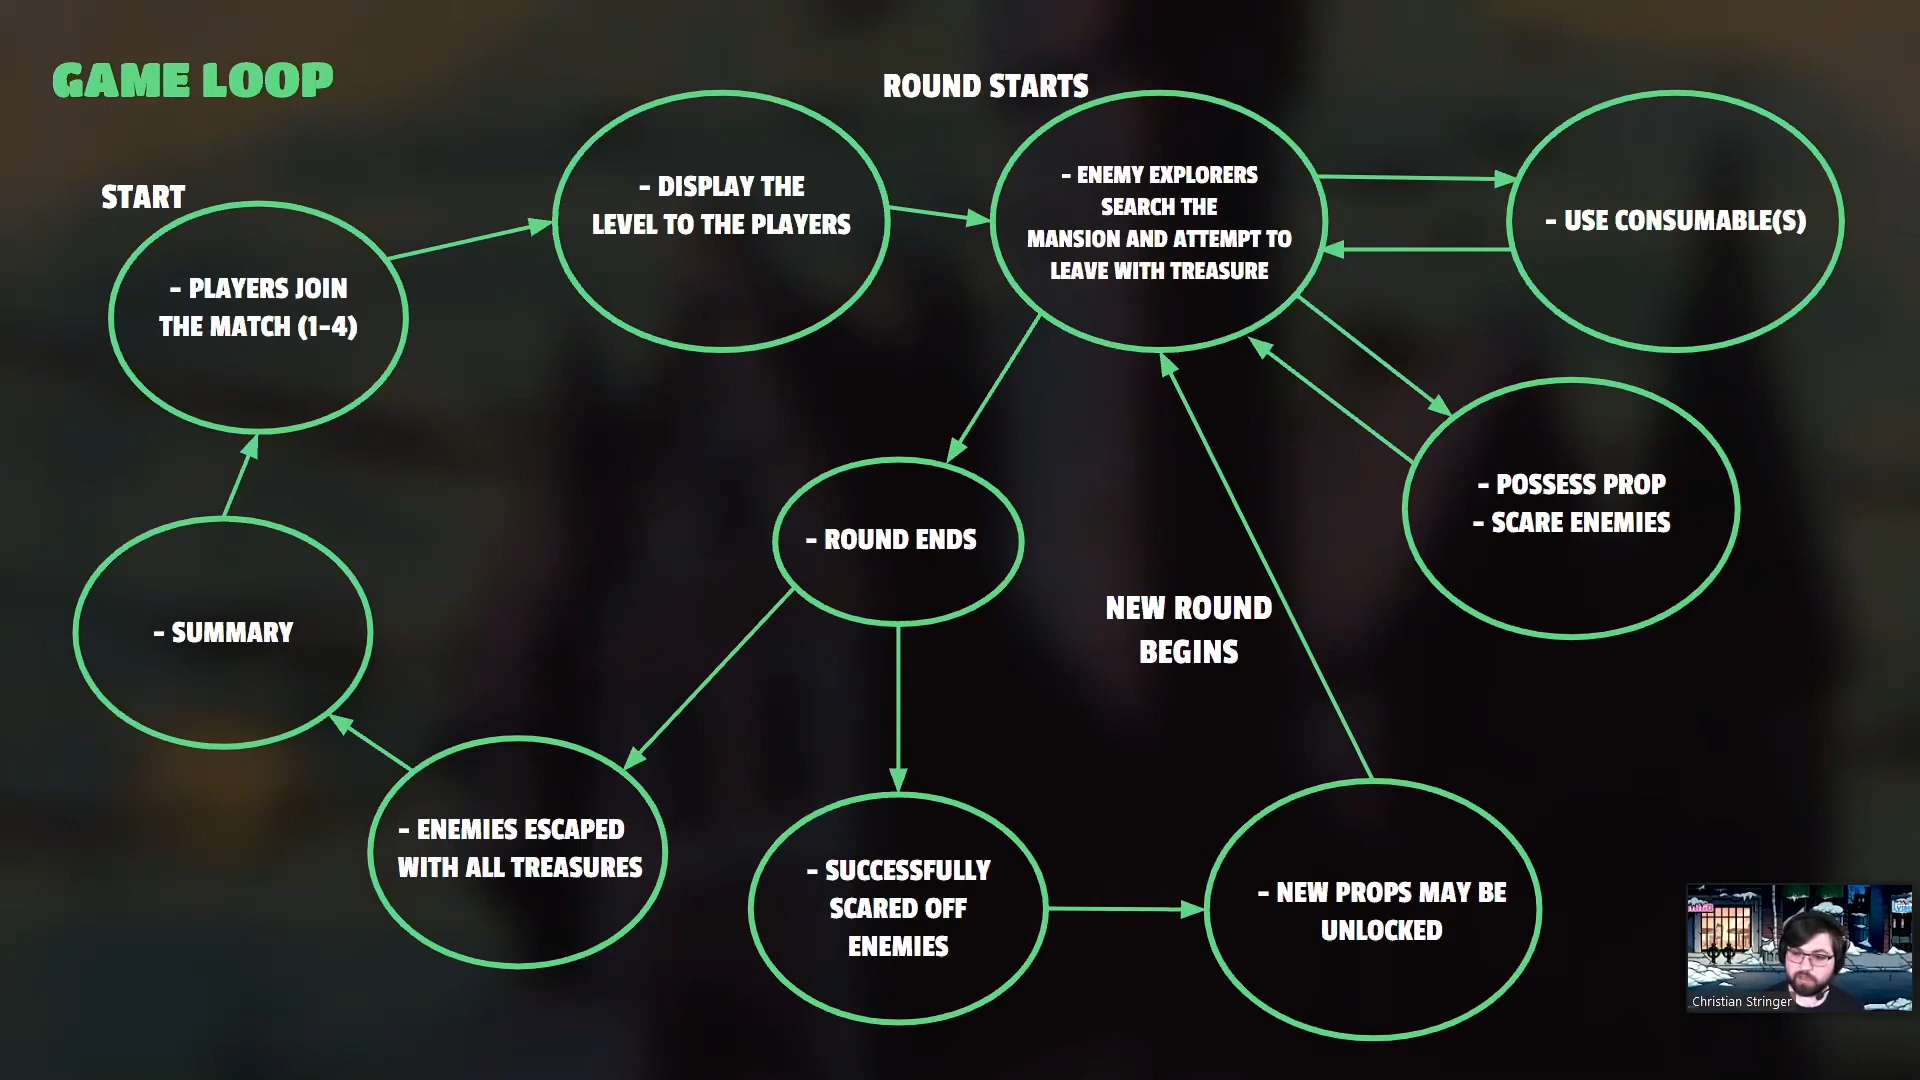 GAME LOOP
START
- PLAYERS JOIN
THE MATCH (1-4)
- DISPLAY THE
LEVEL TO THE PLAYERS
ROUND STARTS
- ENEMY EXPLORERS
SEARCH THE
MANSION AND ATTEMPT TO
LEAVE WITH TREASURE
- USE CONSUMABLE(S)
- POSSESS PROP
- SCARE ENEMIES
- ROUND ENDS
NEW ROUND
BEGINS
- SUMMARY
- ENEMIES ESCAPED
WITH ALL TREASURES
- SUCCESSFULLY
SCARED OFF
ENEMIES
- NEW PROPS MAY BE
UNLOCKED
Christian Stringer